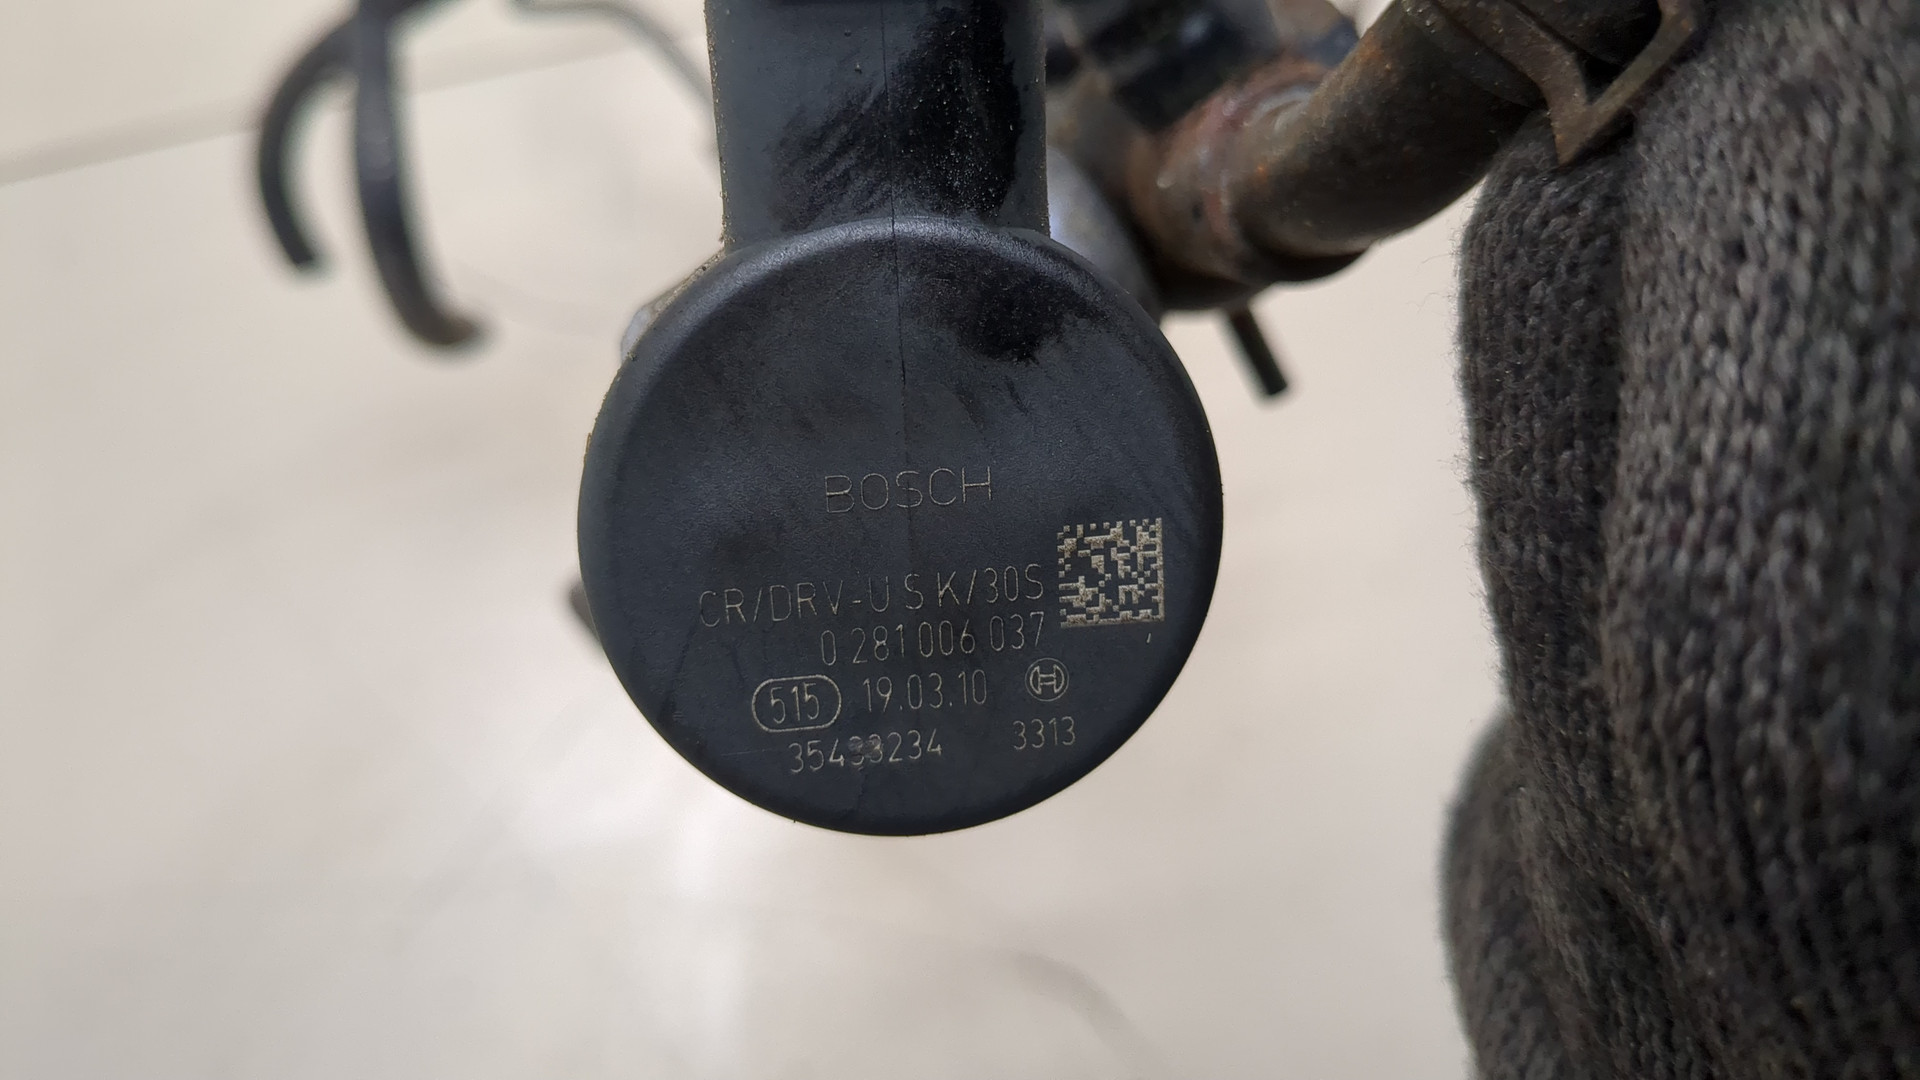 BOSCH
CR/DRV-U S K/30S
0 281 006 037
515 19.03.10
3313